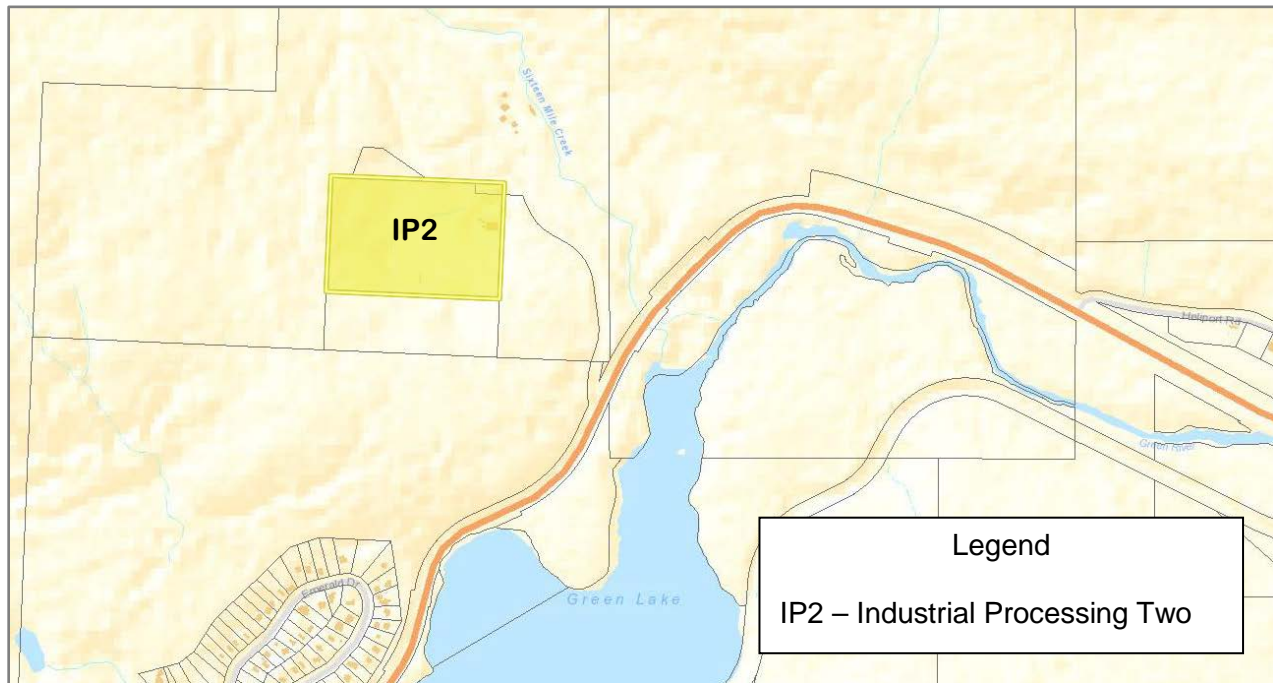 Sixteen Mile Creek
IP2
Heliport Rd
Green River
Legend
Emerald Dr
Green Lake
IP2 – Industrial Processing Two